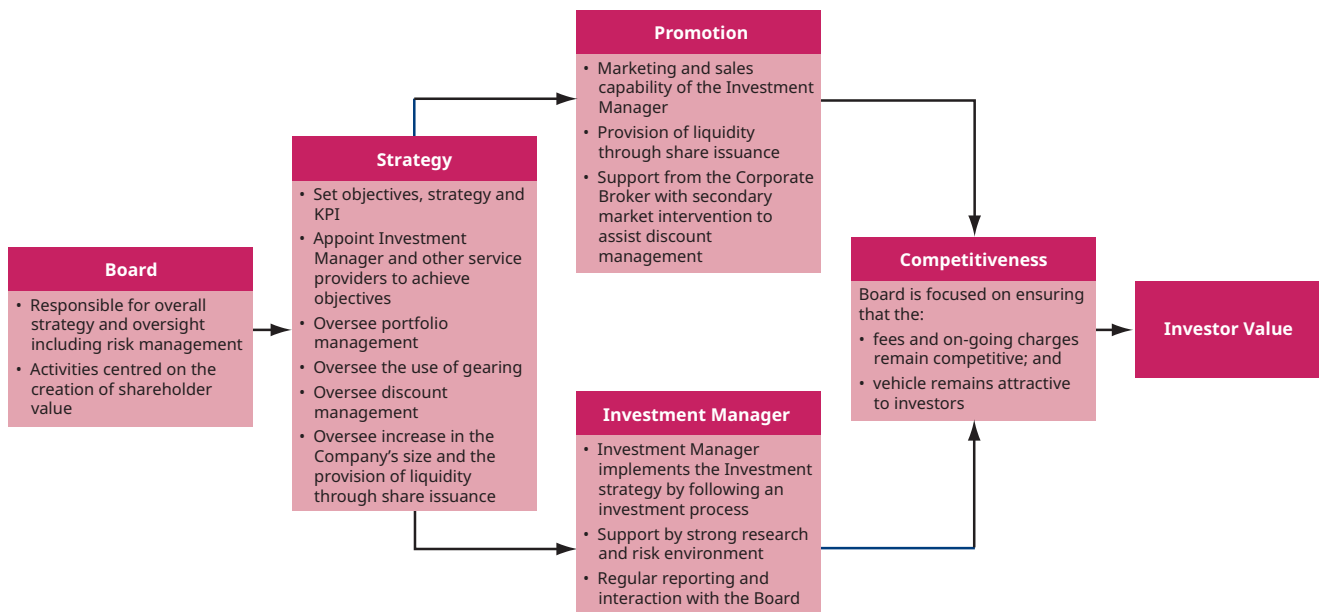 Board
• Responsible for overall
strategy and oversight
including risk management
• Activities centred on the
creation of shareholder
value
Strategy
• Set objectives, strategy and
KPI
• Appoint Investment
Manager and other service
providers to achieve
objectives
• Oversee portfolio
management
• Oversee the use of gearing
• Oversee discount
management
• Oversee increase in the
Company’s size and the
provision of liquidity
through share issuance
Promotion
• Marketing and sales
capability of the Investment
Manager
• Provision of liquidity
through share issuance
• Support from the Corporate
Broker with secondary
market intervention to
assist discount
management
Investment Manager
• Investment Manager
implements the Investment
strategy by following an
investment process
• Support by strong research
and risk environment
• Regular reporting and
interaction with the Board
Competitiveness
Board is focused on ensuring
that the:
• fees and on-going charges
remain competitive; and
• vehicle remains attractive
to investors
Investor Value